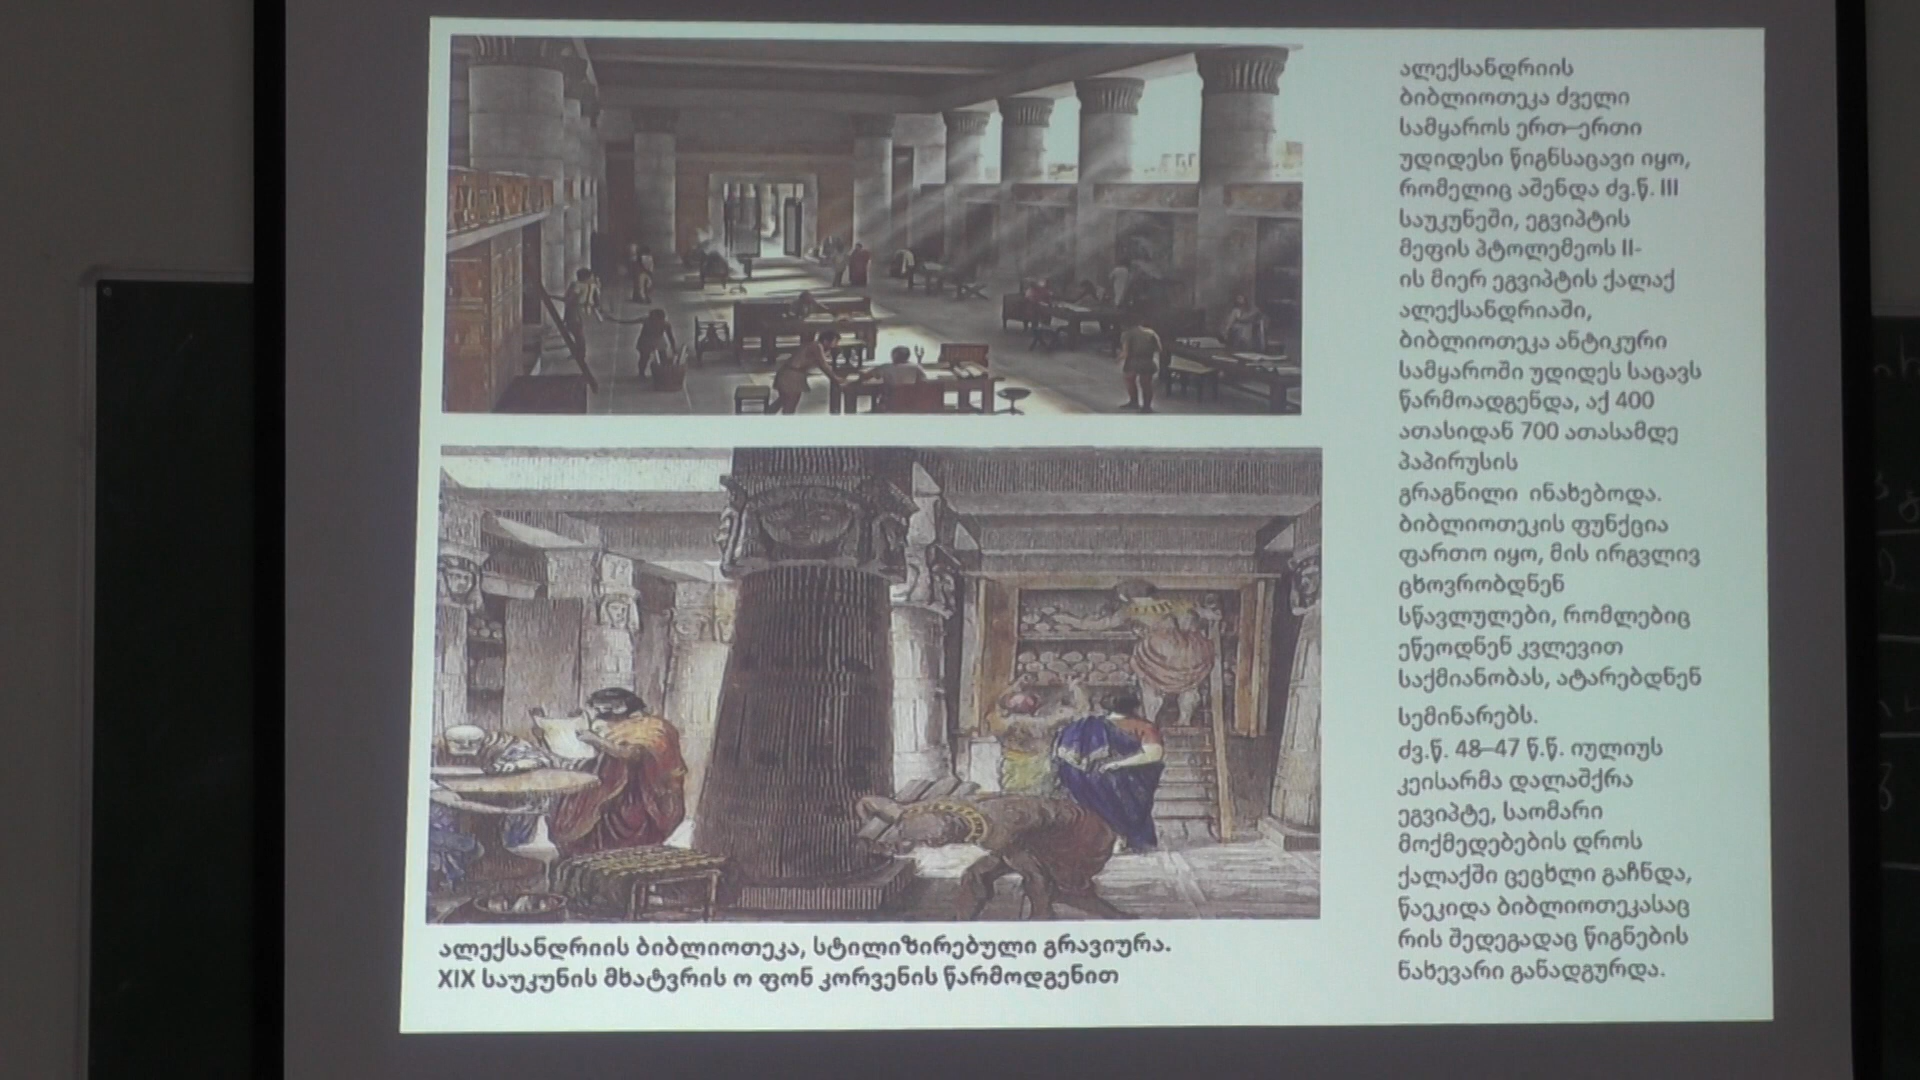 ალექსანდრიის
ბიბლიოთეკა ძველი
სამყაროს ერთ–ერთი
უდიდესი წიგნსაცავი იყო,
რომელიც აშენდა ძვ.წ. III
საუკუნეში, ეგვიპტის
მეფის პტოლემეოს II-
ის მიერ ეგვიპტის ქალაქ
ალექსანდრიაში,
ბიბლიოთეკა ანტიკური
სამყაროში უდიდეს საცავს
წარმოადგენდა, აქ 400
ათასიდან 700 ათასამდე
პაპირუსის
გრაგნილი ინახებოდა.
ბიბლიოთეკის ფუნქცია
ფართო იყო, მის ირგვლივ
ცხოვრობდნენ
სწავლულები, რომლებიც
ეწეოდნენ კვლევით
საქმიანობას, ატარებდნენ
სემინარებს.
ძვ.წ. 48–47 წ.წ. იულიუს
კეისარმა დალაშქრა
ეგვიპტე, საომარი
მოქმედებების დროს
ქალაქში ცეცხლი გაჩნდა,
წაეკიდა ბიბლიოთეკასაც
რის შედეგადაც წიგნების
ნახევარი განადგურდა.
ალექსანდრიის ბიბლიოთეკა, სტილიზირებული გრავიურა.
XIX საუკუნის მხატვრის ო ფონ კორვენის წარმოდგენით